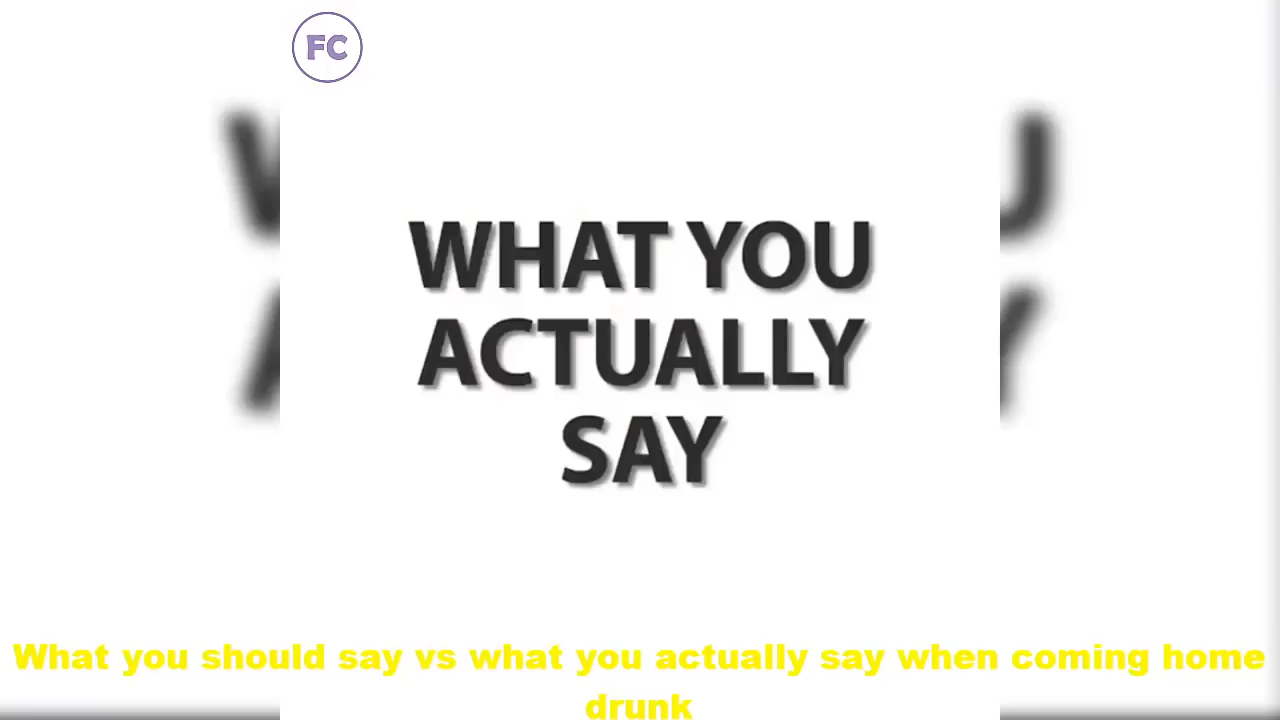 FC
WHAT YOU
ACTUALLY
SAY
What you should say vs what you actually say when coming home
drunk